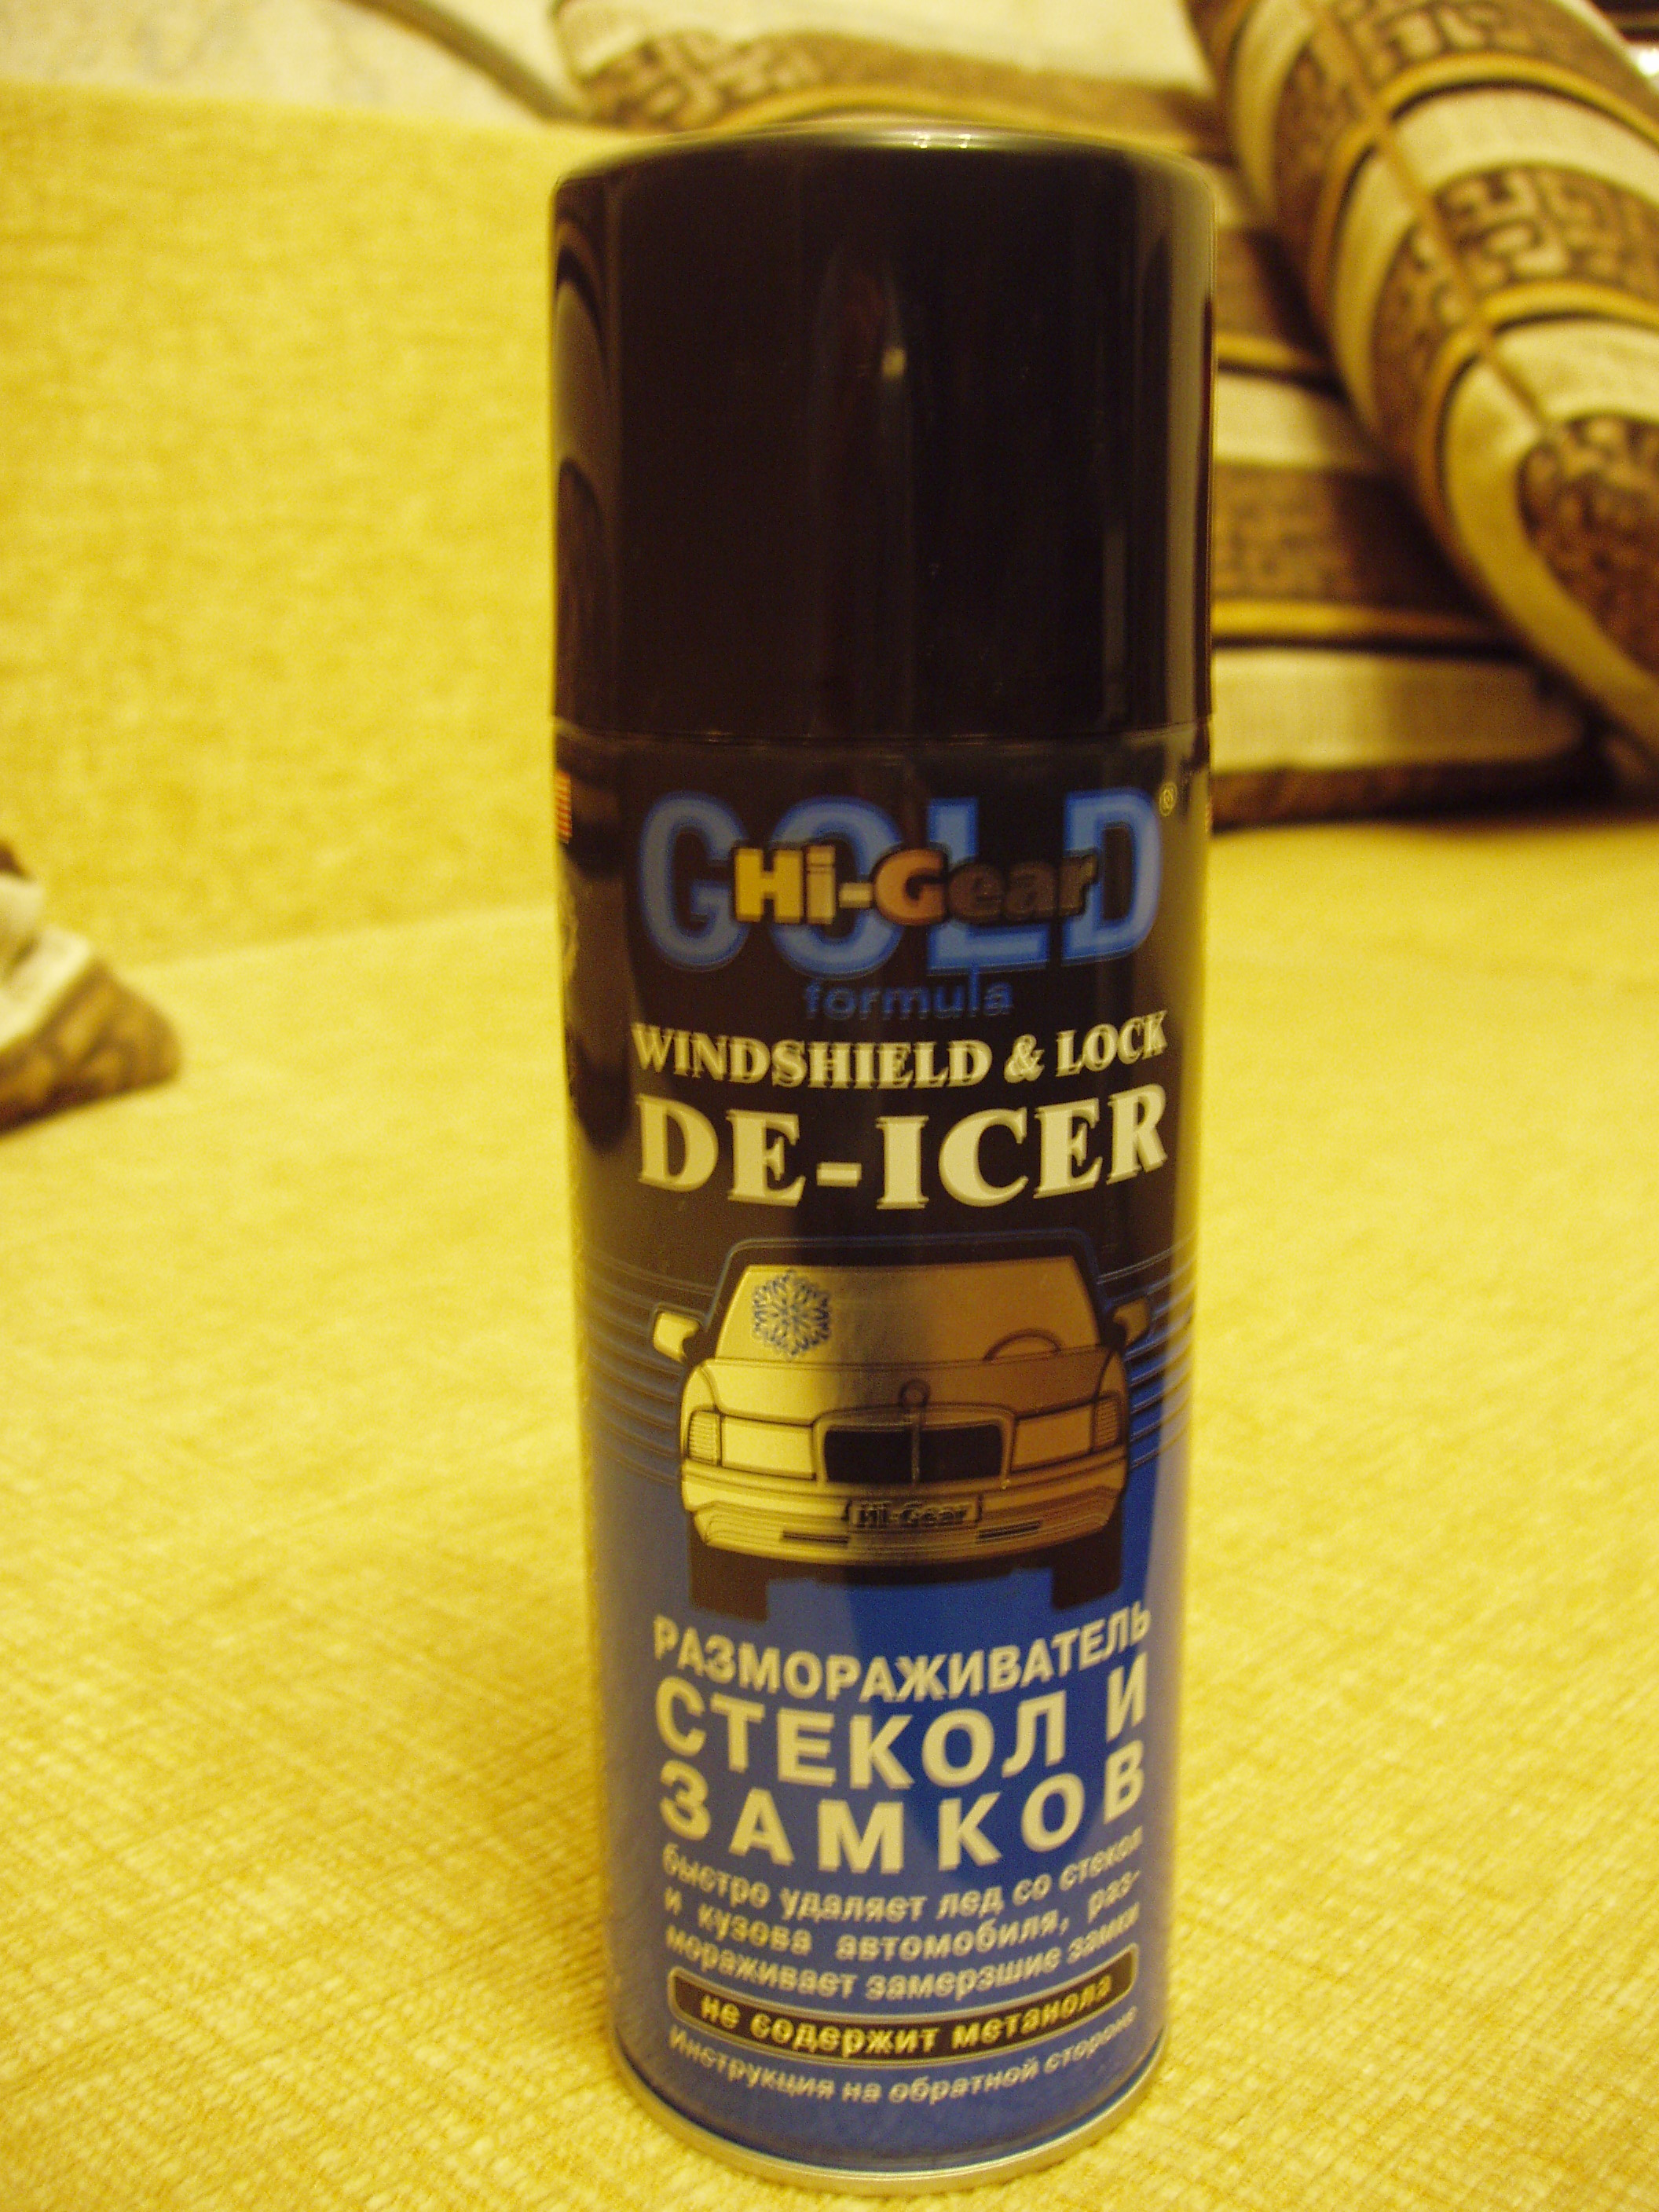 GOLD®
Hi-Gear
formula
WINDSHIELD & LOCK
DE-ICER
Hi-Gear
РАЗМОРАЖИВАТЕЛЬ
СТЕКОЛ И
ЗАМКОВ
быстро удаляет лед со стекол
и кузова автомобиля, раз-
мораживает замерзшие замки
не содержит метанола
Инструкция на обратной стороне